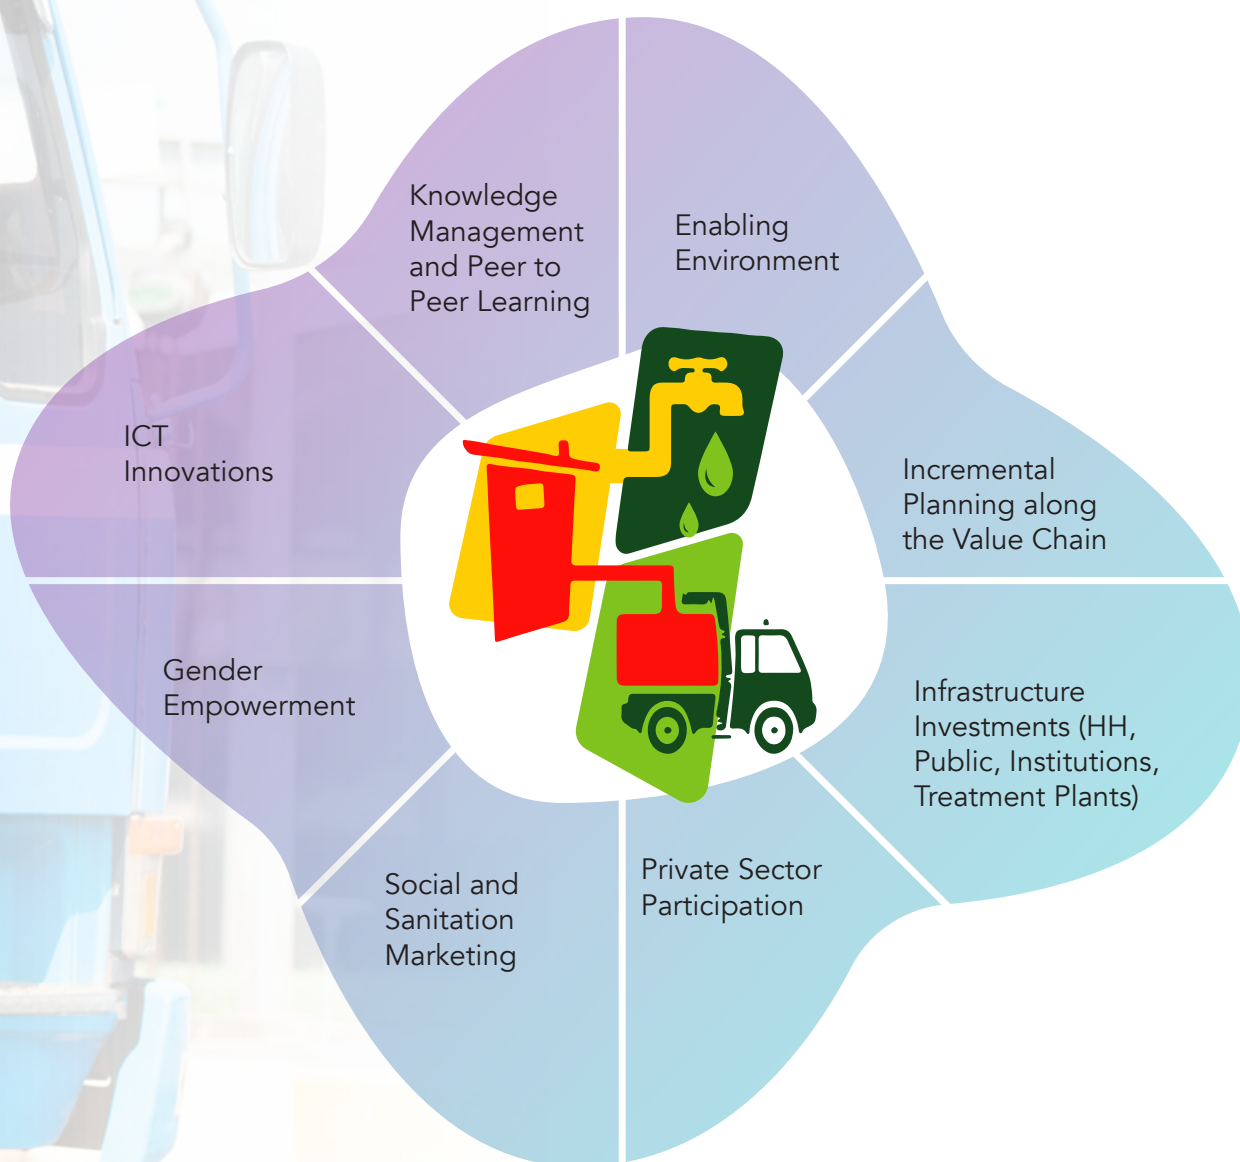 Knowledge
Management
and Peer to
Peer Learning
Enabling
Environment
ICT
Innovations
Incremental
Planning along
the Value Chain
Gender
Empowerment
Infrastructure
Investments (HH,
Public, Institutions,
Treatment Plants)
Social and
Sanitation
Marketing
Private Sector
Participation